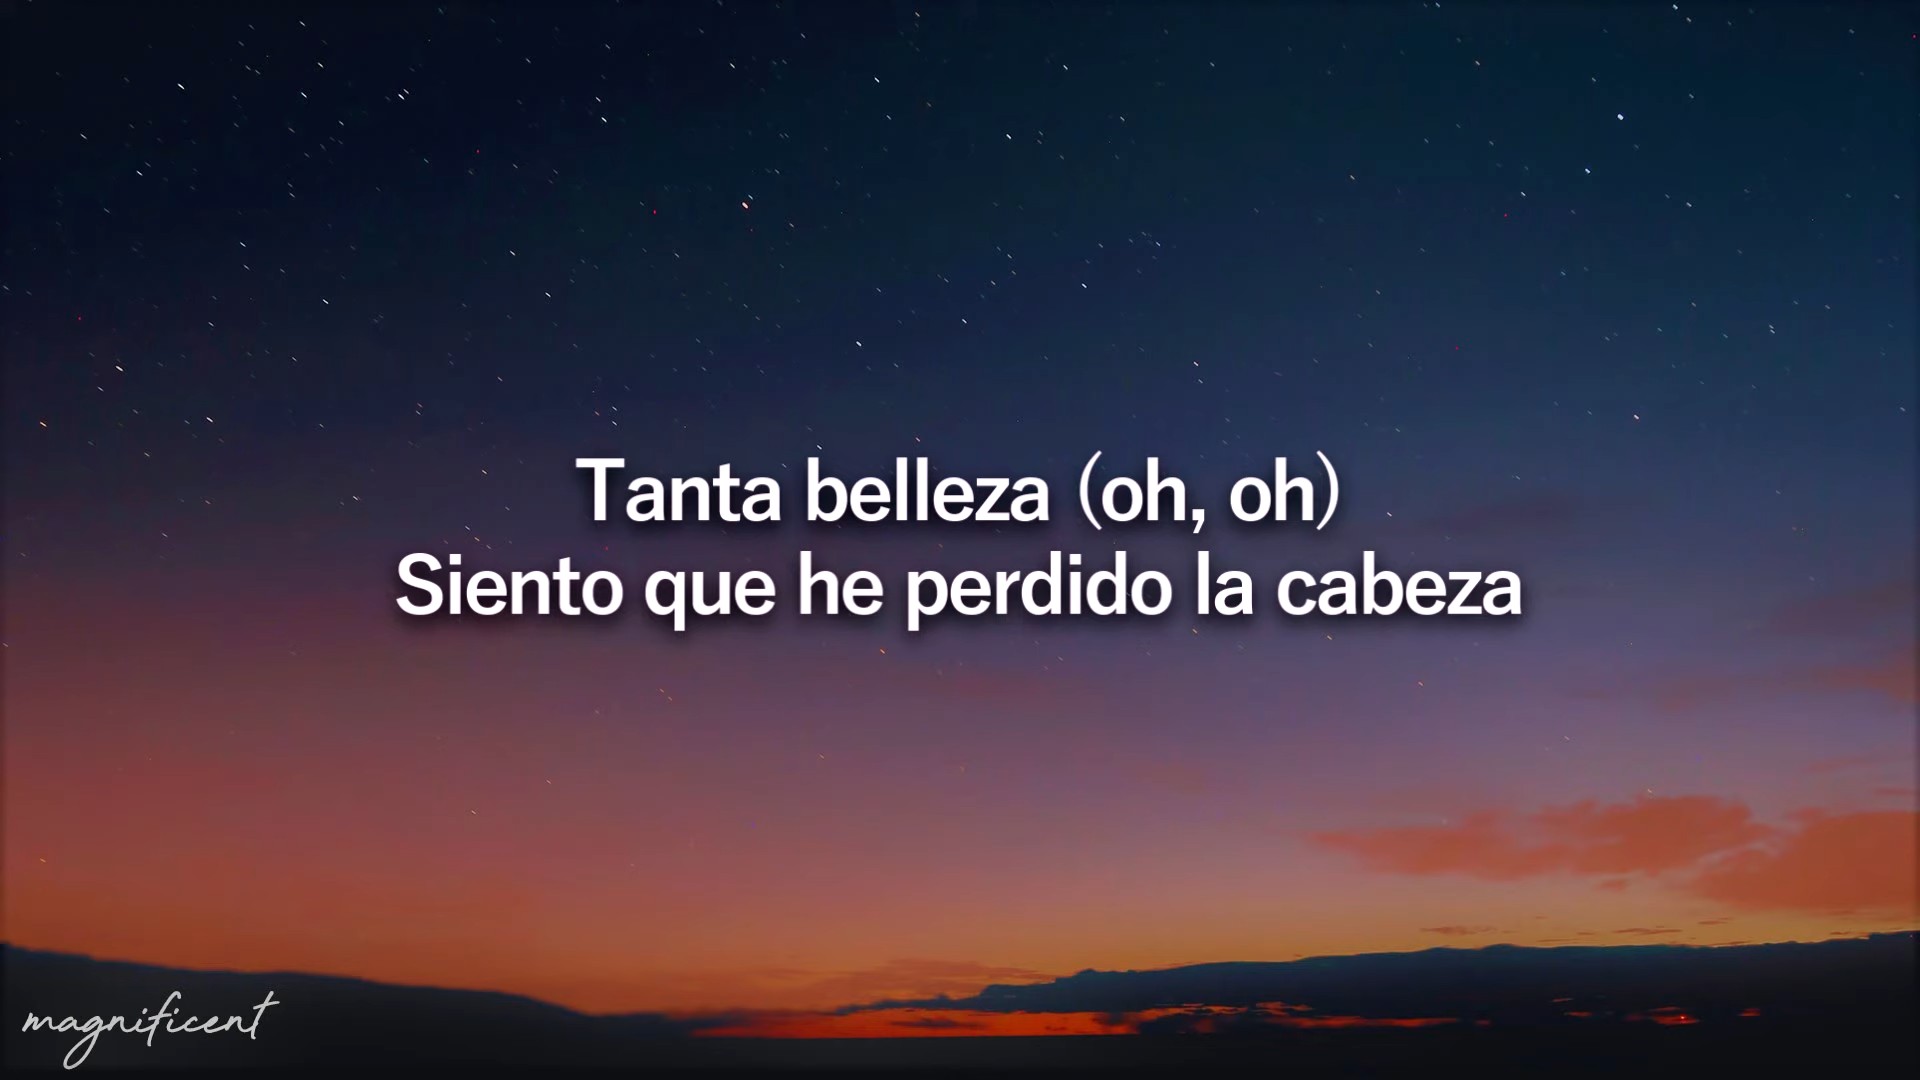 Tanta belleza (oh, oh)
Siento que he perdido la cabeza
magnificent